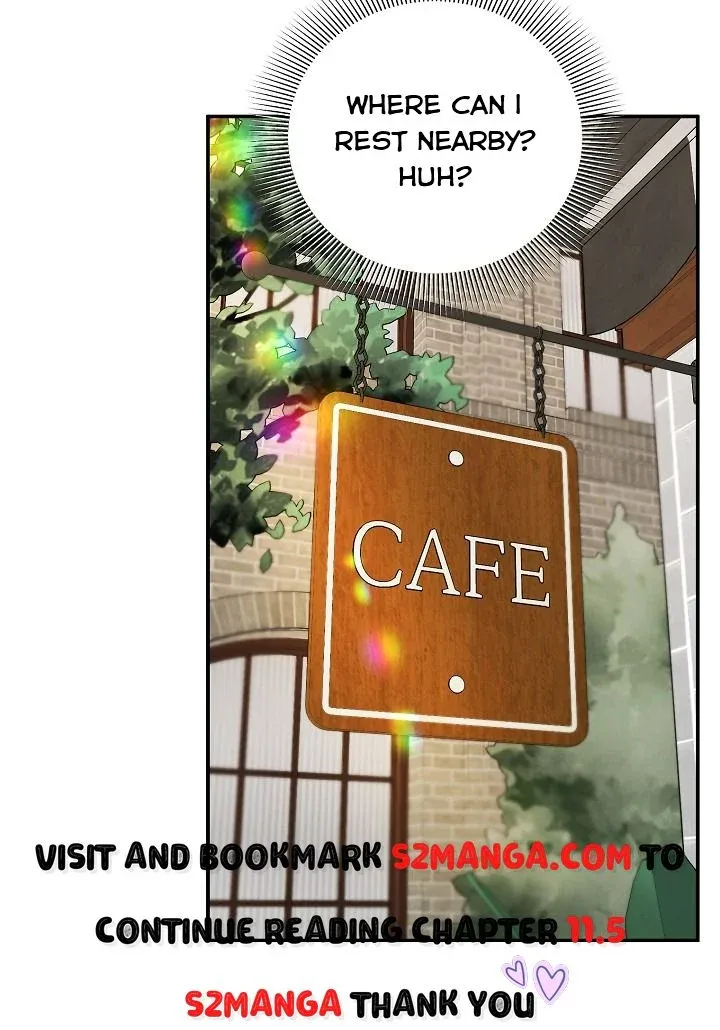 WHERE CAN I
REST NEARBY?
HUH?
CAFE
VISIT AND BOOKMARK S2MANGA.COM TO
CONTINUE READING CHAPTER 11.5
S2MANGA THANK YOU